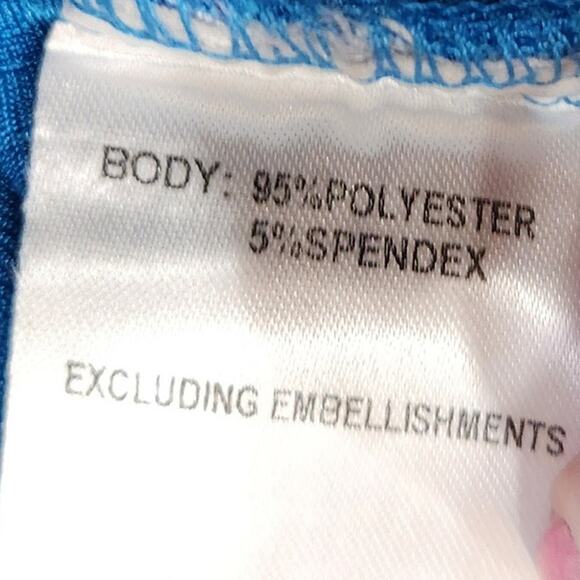 BODY: 95%POLYESTER
5%SPENDEX
EXCLUDING EMBELLISHMENTS